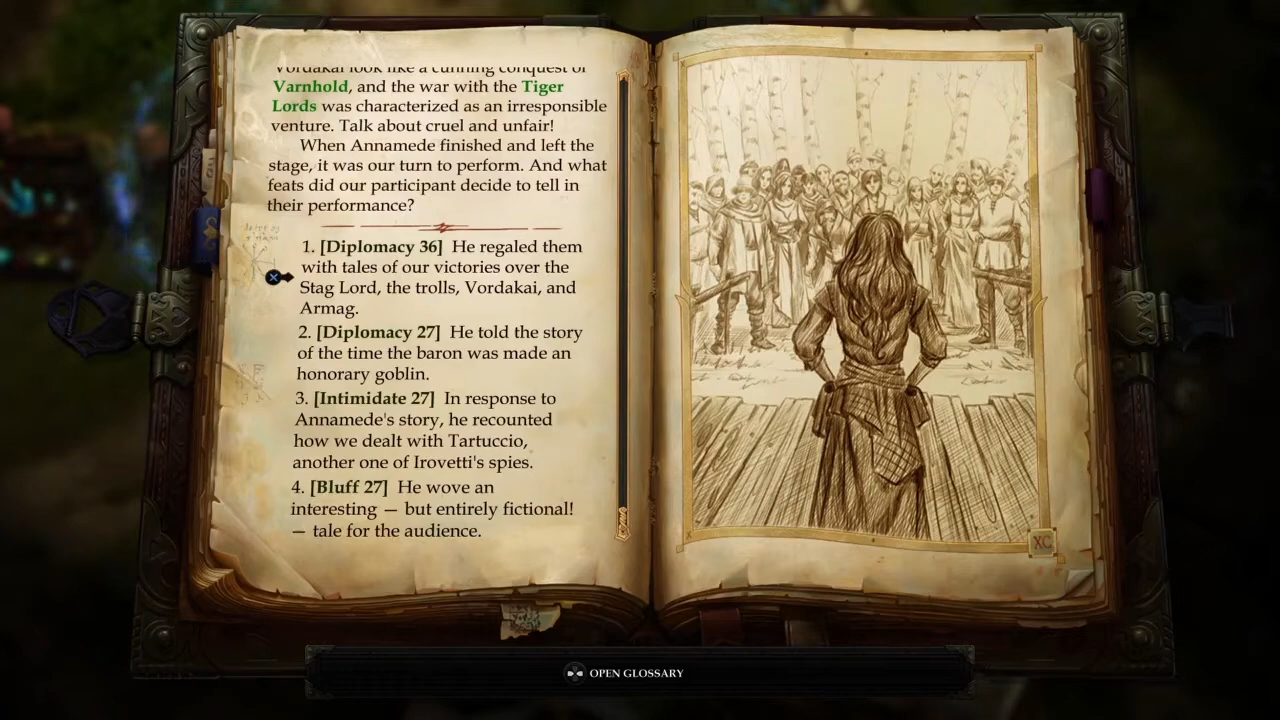 Vordakai look like a cunning conquest of
Varnhold, and the war with the Tiger
Lords was characterized as an irresponsible
venture. Talk about cruel and unfair!
When Annamede finished and left the
stage, it was our turn to perform. And what
feats did our participant decide to tell in
their performance?
1. [Diplomacy 36] He regaled them
with tales of our victories over the
Stag Lord, the trolls, Vordakai, and
Armag.
2. [Diplomacy 27] He told the story
of the time the baron was made an
honorary goblin.
3. [Intimidate 27] In response to
Annamede's story, he recounted
how we dealt with Tartuccio,
another one of Irovetti's spies.
4. [Bluff 27] He wove an
interesting — but entirely fictional!
— tale for the audience.
XC
OPEN GLOSSARY